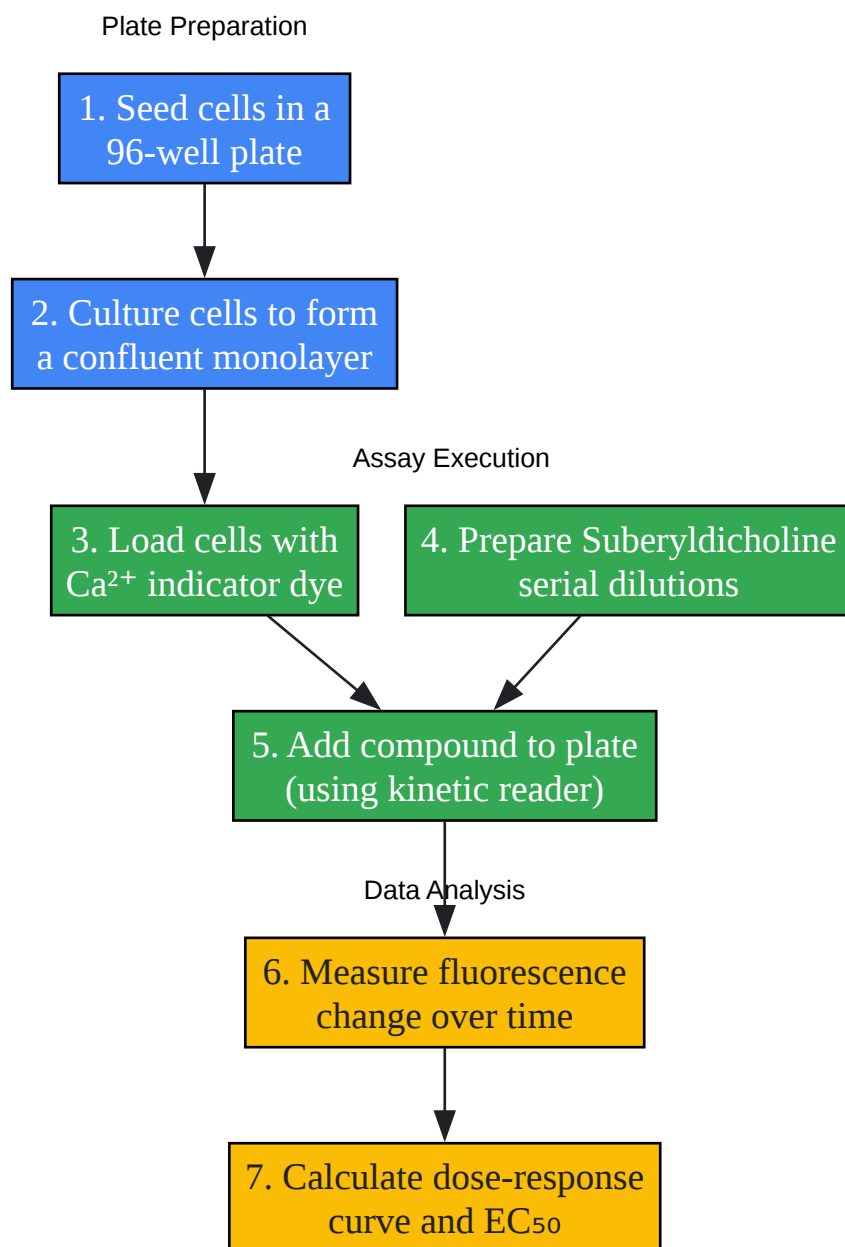 Plate Preparation
1. Seed cells in a
96-well plate
2. Culture cells to form
a confluent monolayer
Assay Execution
3. Load cells with
Ca²⁺ indicator dye
4. Prepare Suberyldicholine
serial dilutions
5. Add compound to plate
(using kinetic reader)
Data Analysis
6. Measure fluorescence
change over time
7. Calculate dose-response
curve and EC₅₀